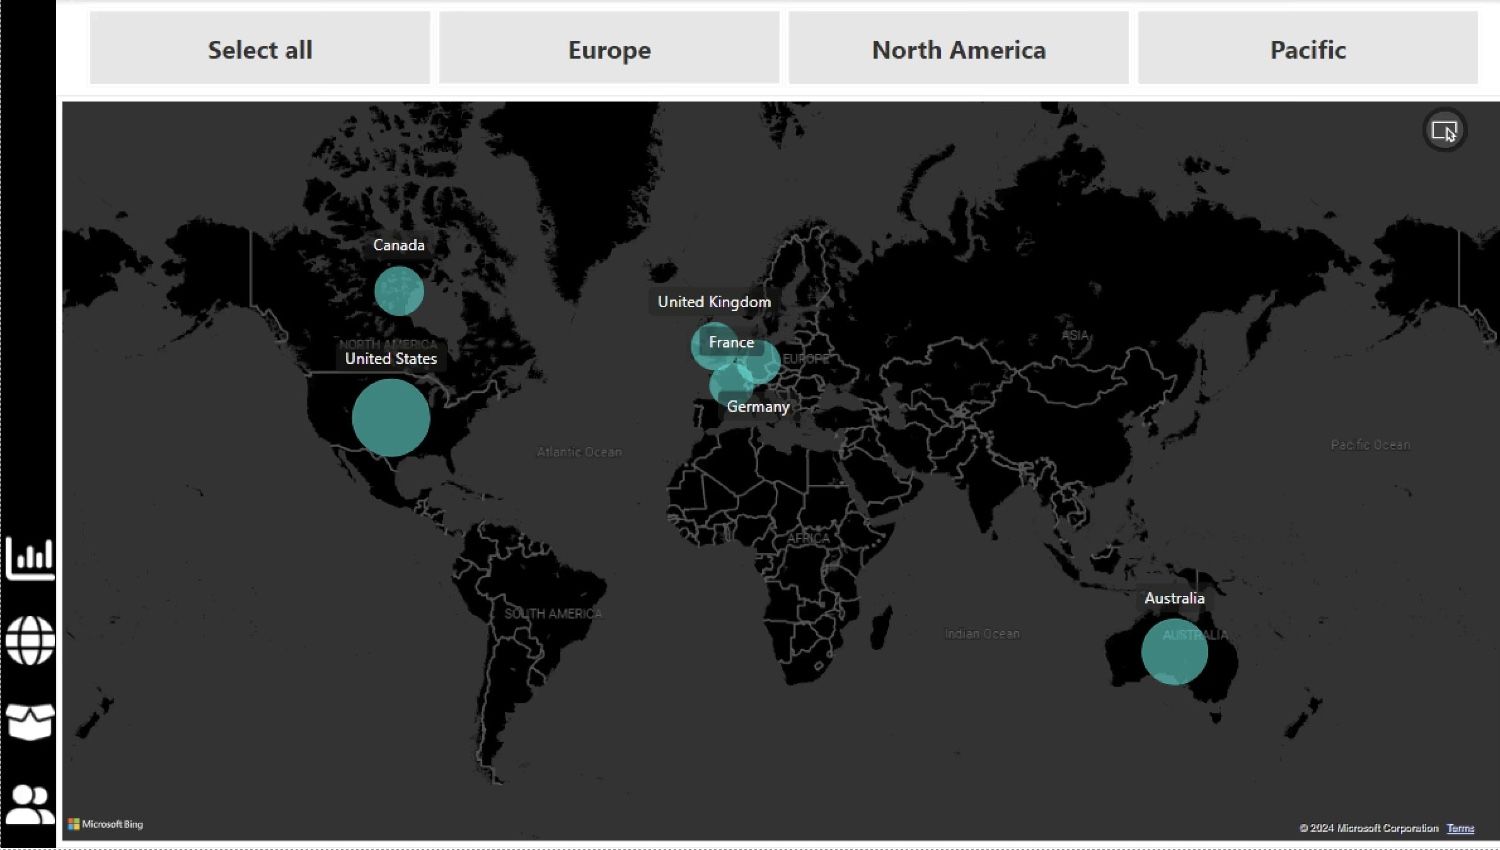 Select all
Europe
North America
Pacific
Canada
NORTH AMERICA
United States
United Kingdom
France
EUROPE
Germany
ASIA
Atlantic Ocean
Pacific Ocean
AFRICA
SOUTH AMERICA
Indian Ocean
Australia
AUSTRALIA
Microsoft Bing
© 2024 Microsoft Corporation Terms